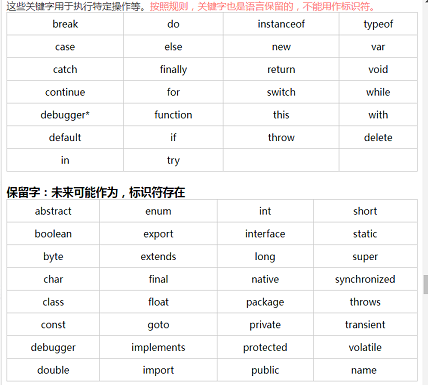 这些关键字用于执行特定操作等。按照规则，关键字也是语言保留的，不能用作标识符。
break do instanceof typeof
case else new var
catch finally return void
continue for switch while
debugger* function this with
default if throw delete
in try
保留字：未来可能作为，标识符存在
abstract enum int short
boolean export interface static
byte extends long super
char final native synchronized
class float package throws
const goto private transient
debugger implements protected volatile
double import public name